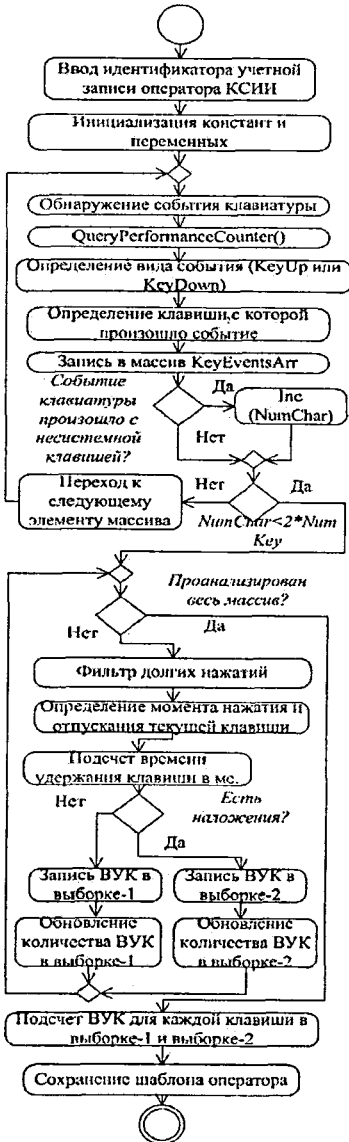 Ввод идентификатора учетной
записи оператора КСИИ
Инициализация констант и
переменных
Обнаружение события клавиатуры
QueryPerformanceCounter()
Определение вида события (KeyUp или
KeyDown)
Определение клавиши,с которой
произошло событие
Запись в массив KeyEventsArr
Событие
клавиатуры
произошло с
несистемной
клавишей?
Да
Inc
(NumChar)
Нет
Переход к
следующему
элементу массива
Нет
Да
NumChar<2*Num
Key
Проанализирован
весь массив?
Нет
Да
Фильтр долгих нажатий
Определение момента нажатия и
отпускания текущей клавиши
Подсчет времени
удержания клавиши в мс.
Нет
Есть
наложения?
Да
Запись ВУК в
выборке-1
Запись ВУК в
выборке-2
Обновление
количества ВУК
в выборке-1
Обновление
количества ВУК
в выборке-2
Подсчет ВУК для каждой клавиши в
выборке-1 и выборке-2
Сохранение шаблона оператора